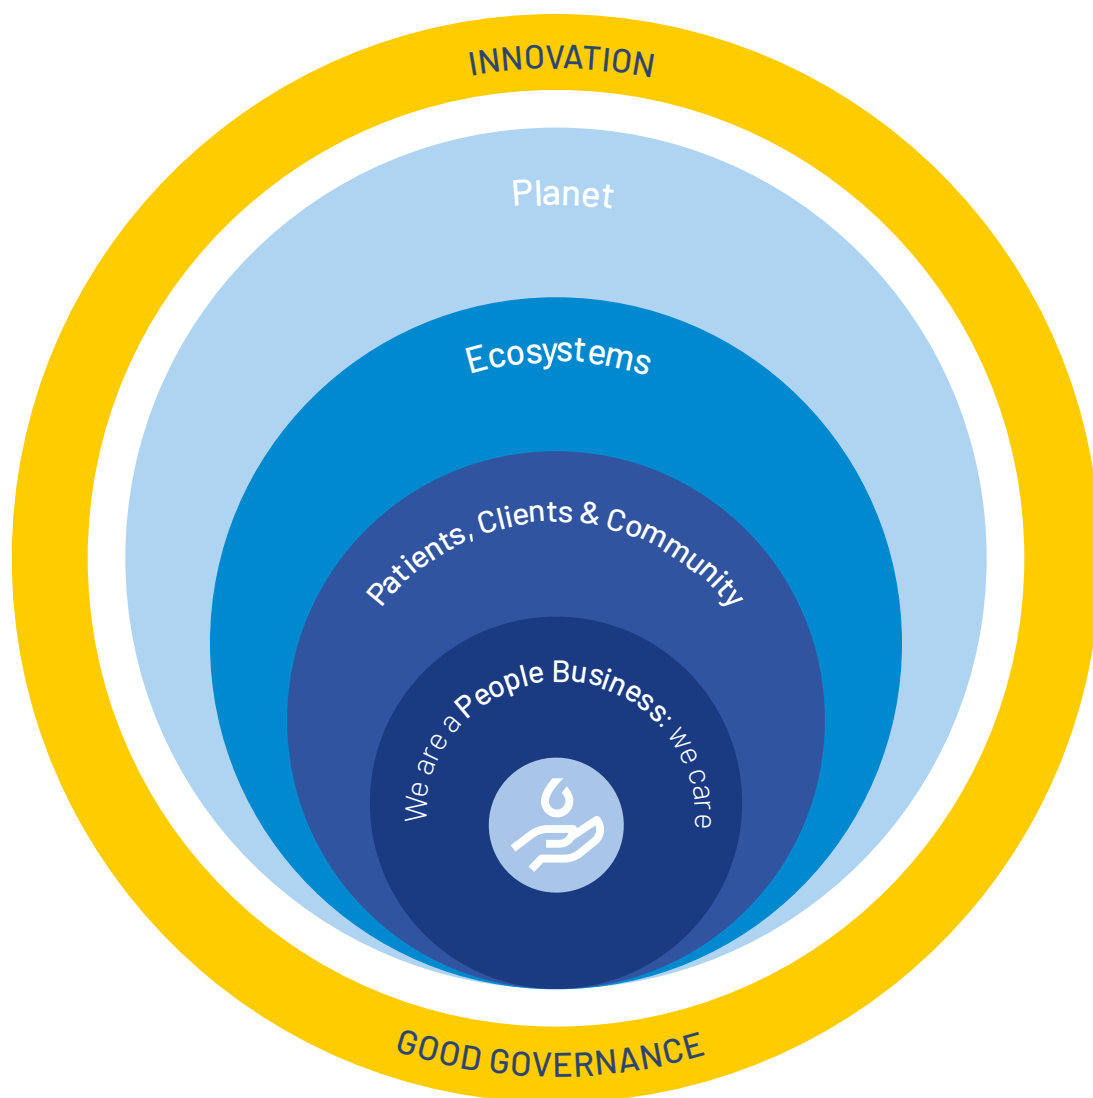 INNOVATION
Planet
Ecosystems
Patients, Clients & Community
We are a People Business: we care
GOOD GOVERNANCE